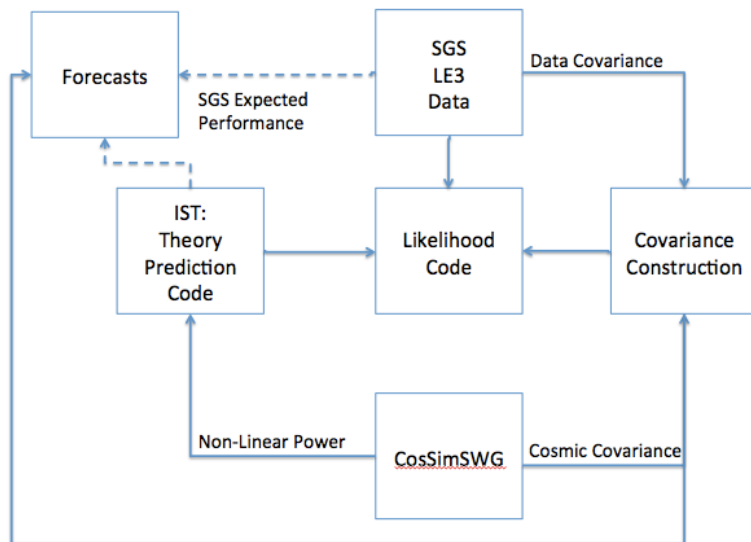 Forecasts
SGS
LE3
Data
Data Covariance
SGS Expected
Performance
IST:
Theory
Prediction
Code
Likelihood
Code
Covariance
Construction
Non-Linear Power
CosSimSWG
Cosmic Covariance